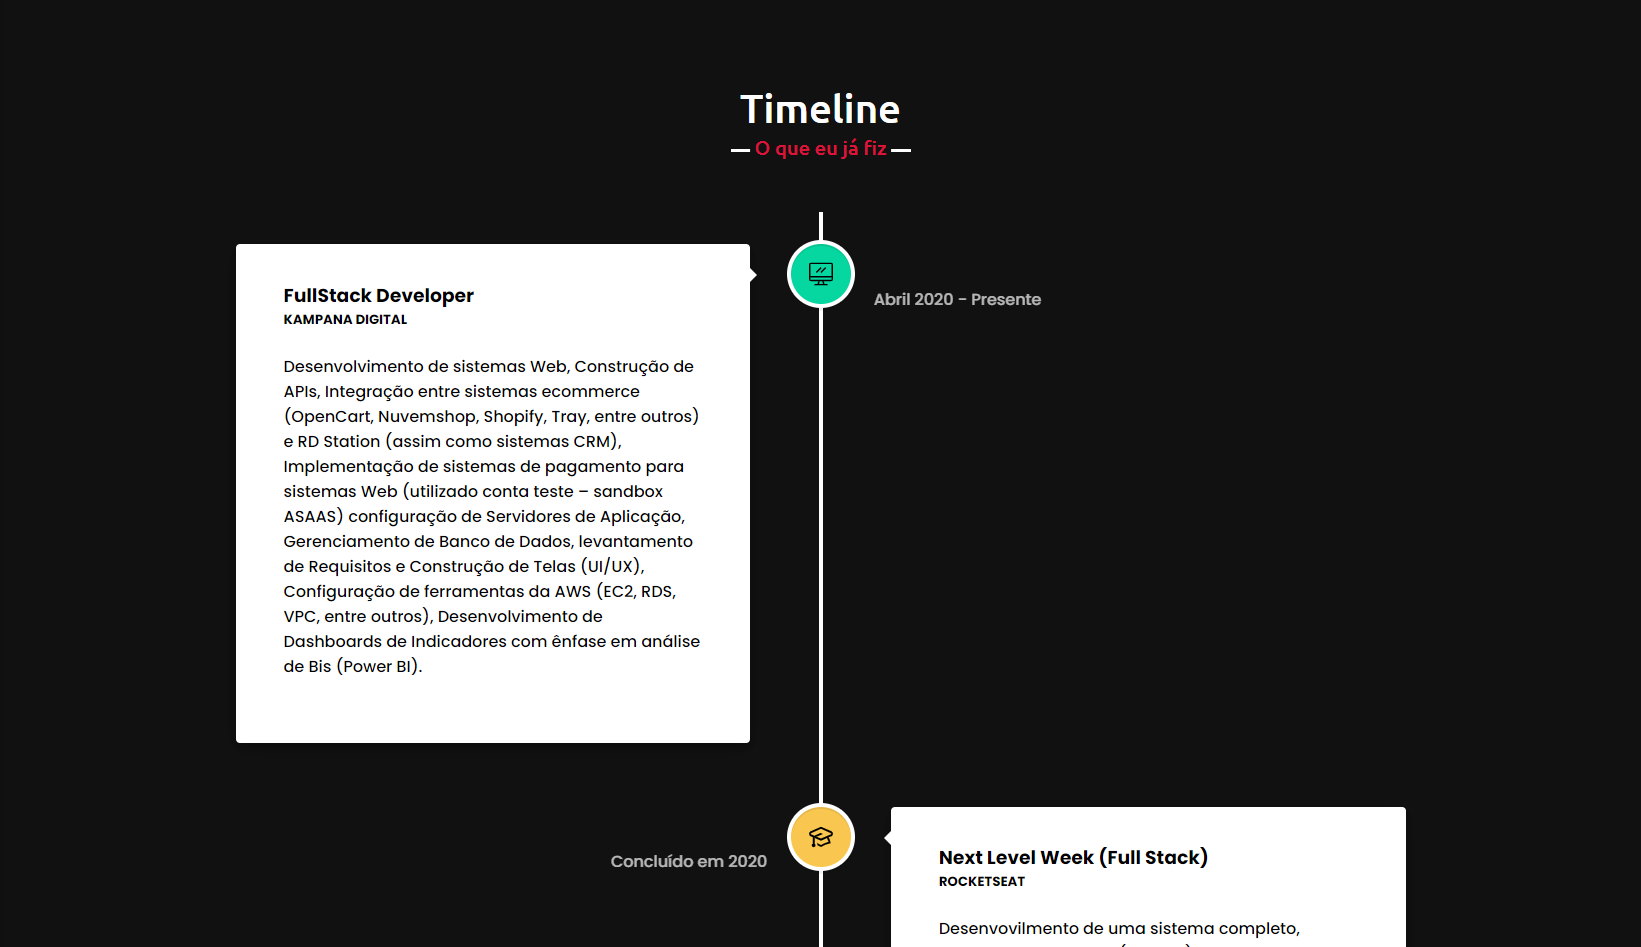 Timeline
O que eu já fiz
FullStack Developer
KAMPANA DIGITAL
Abril 2020 - Presente
Desenvolvimento de sistemas Web, Construção de
APIs, Integração entre sistemas ecommerce
(OpenCart, Nuvemshop, Shopify, Tray, entre outros)
e RD Station (assim como sistemas CRM),
Implementação de sistemas de pagamento para
sistemas Web (utilizado conta teste – sandbox
ASAAS) configuração de Servidores de Aplicação,
Gerenciamento de Banco de Dados, levantamento
de Requisitos e Construção de Telas (UI/UX),
Configuração de ferramentas da AWS (EC2, RDS,
VPC, entre outros), Desenvolvimento de
Dashboards de Indicadores com ênfase em análise
de Bis (Power BI).
Concluído em 2020
Next Level Week (Full Stack)
ROCKETSEAT
Desenvovilmento de uma sistema completo,